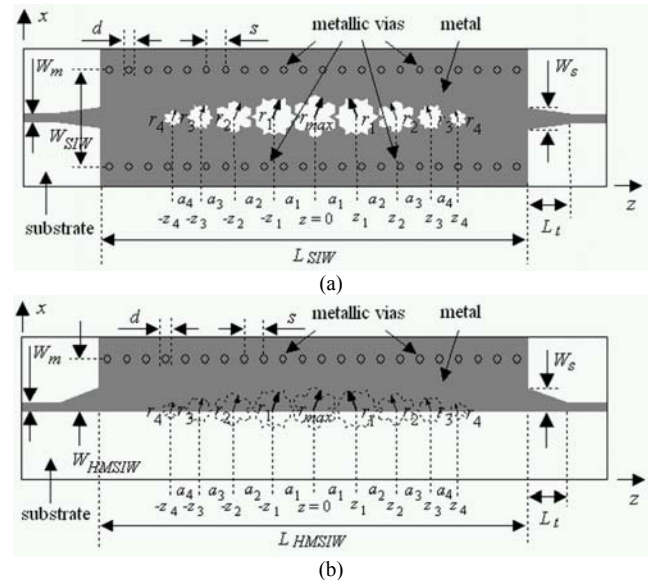 x
d
s
metallic vias
metal
W_m
W_s
W_SIW
r_4 r_3 r_2 r_1 r_max r_1 r_2 r_3 r_4
a_4 a_3 a_2 a_1 a_1 a_2 a_3 a_4
-z_4 -z_3 -z_2 -z_1 z = 0 z_1 z_2 z_3 z_4
z
substrate
L_t
L_SIW
(a)
x
d
s
metallic vias
metal
W_m
W_s
r_4 r_3 r_2 r_1 r_max r_1 r_2 r_3 r_4
W_HMSIW
a_4 a_3 a_2 a_1 a_1 a_2 a_3 a_4
-z_4 -z_3 -z_2 -z_1 z = 0 z_1 z_2 z_3 z_4
z
substrate
L_t
L_HMSIW
(b)